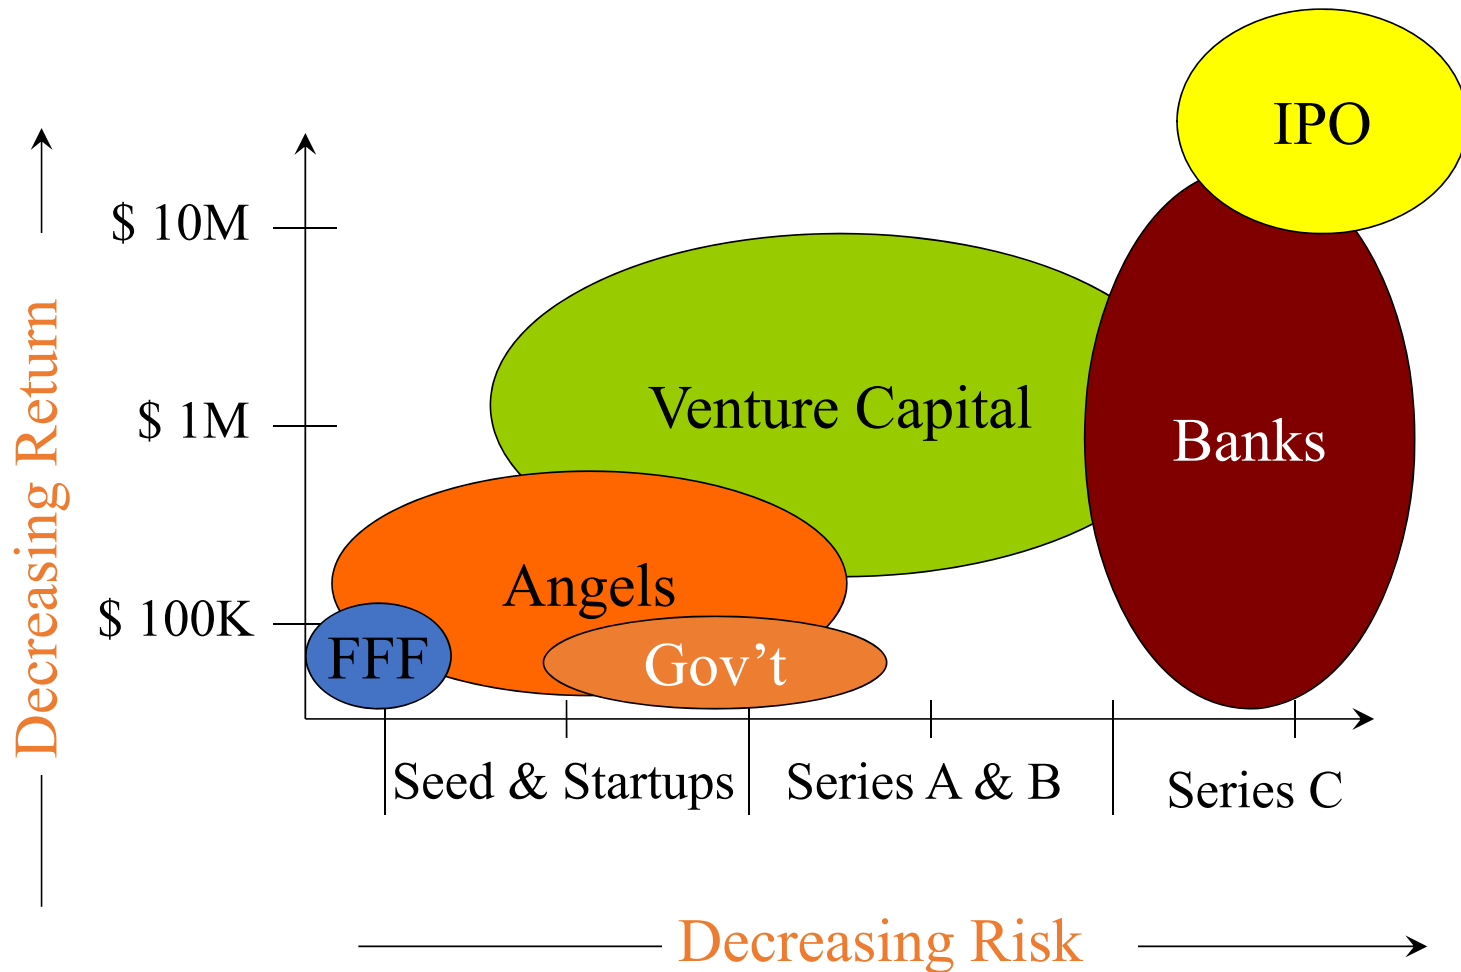 IPO
$ 10M
Decreasing Return
$ 1M
Venture Capital
Banks
Angels
$ 100K
FFF
Gov’t
Seed & Startups
Series A & B
Series C
Decreasing Risk